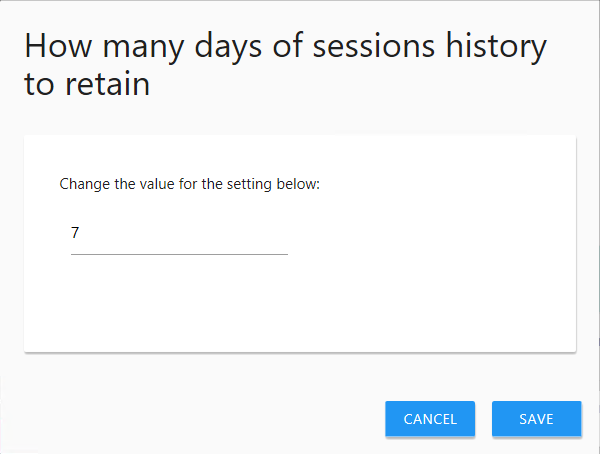 How many days of sessions history
to retain
Change the value for the setting below:
7
CANCEL
SAVE